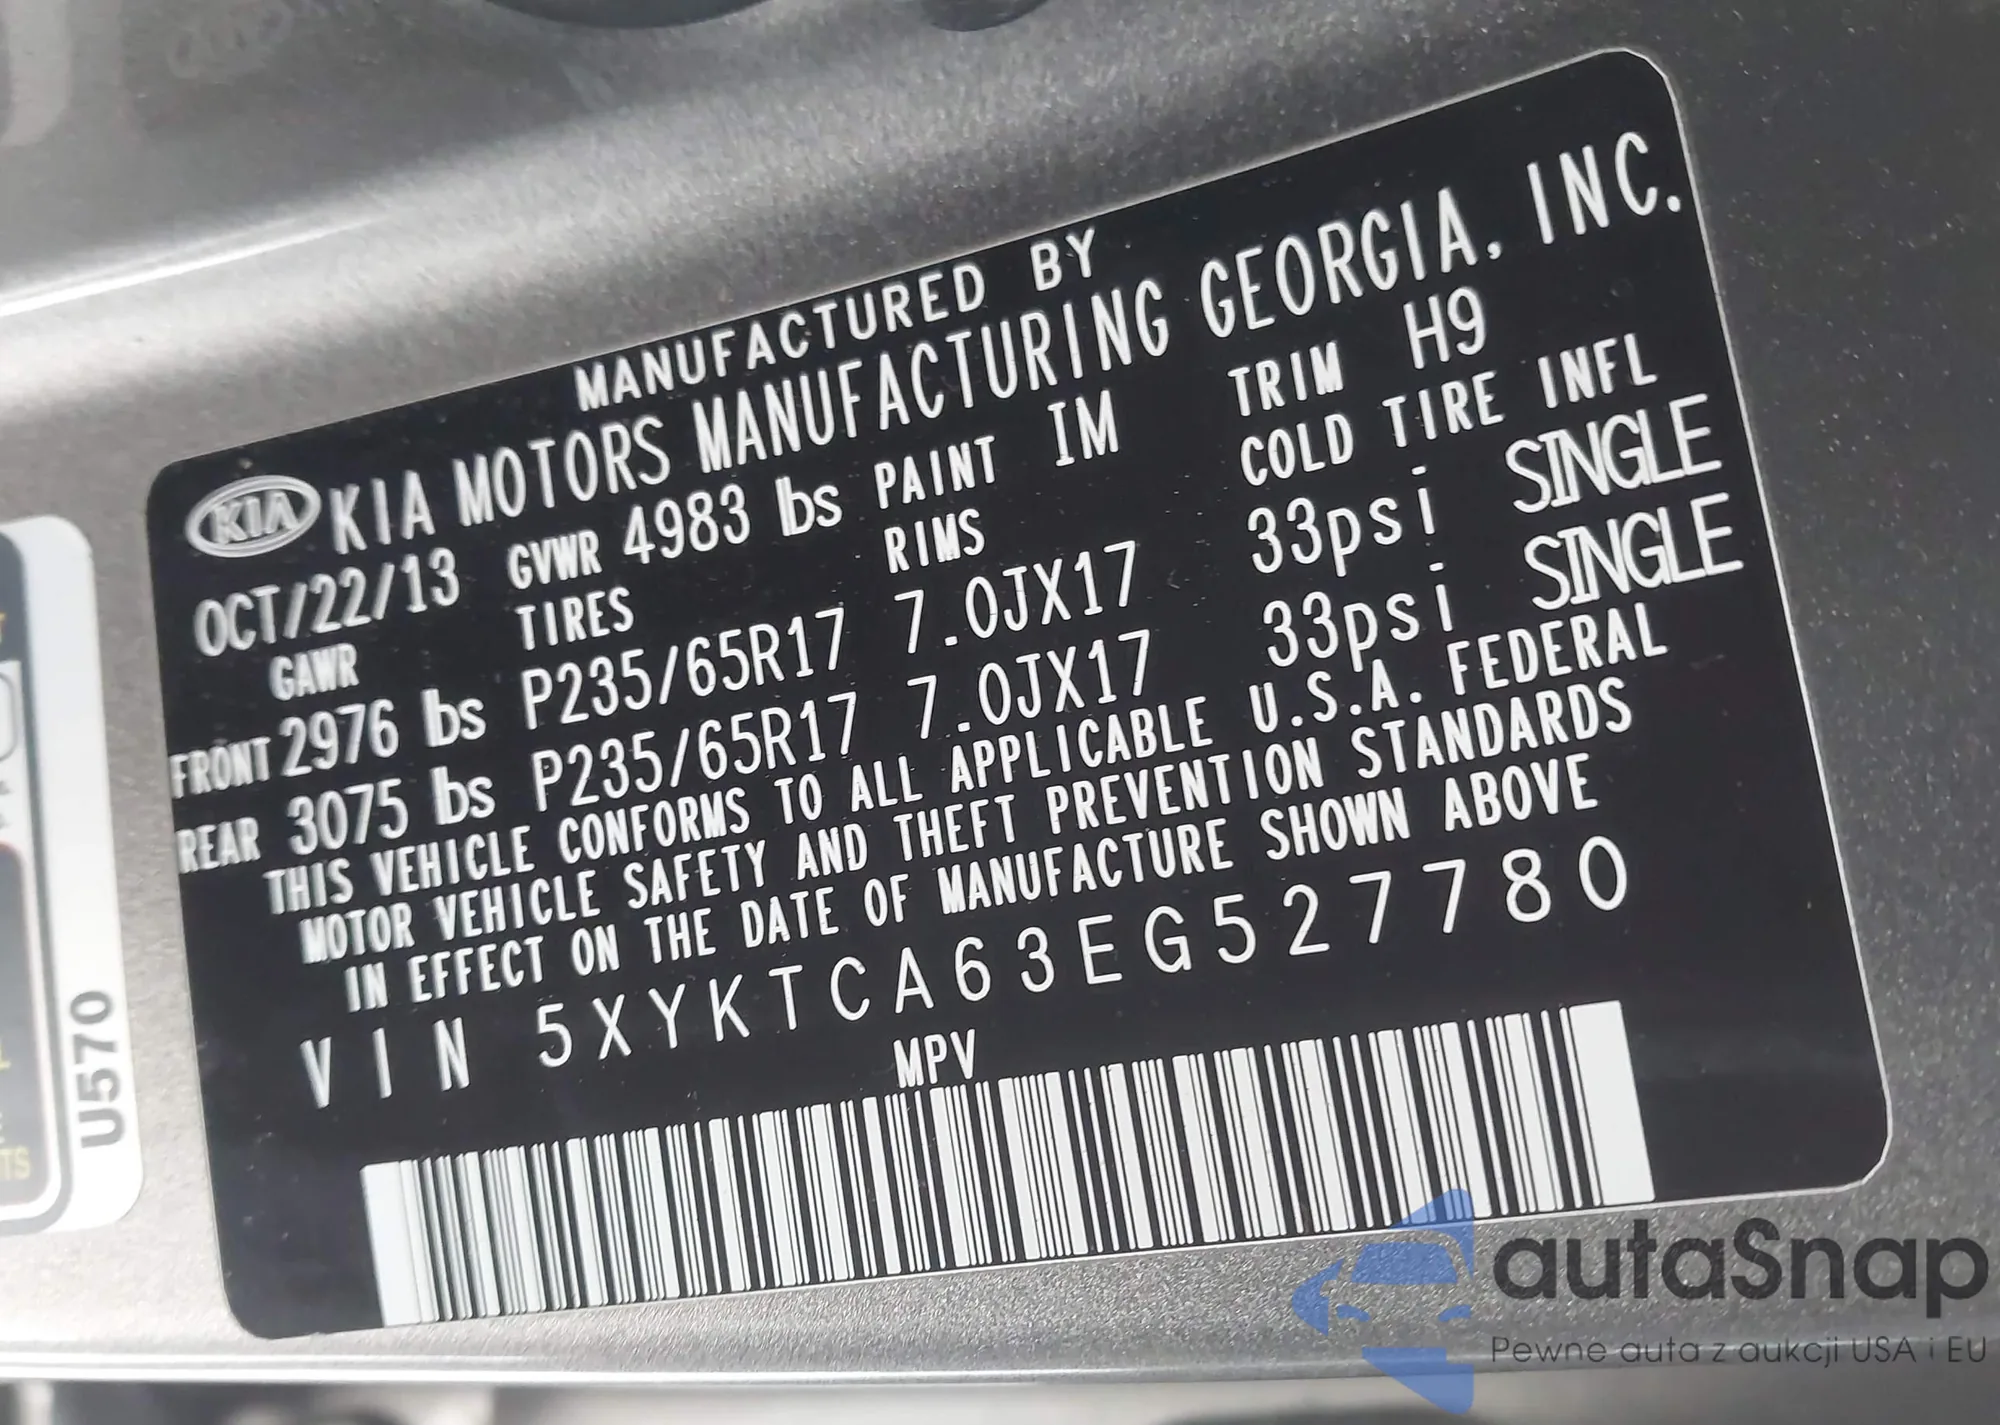 MANUFACTURED BY
KIA KIA MOTORS MANUFACTURING GEORGIA, INC.
OCT/22/13 GVWR 4983 lbs PAINT IM TRIM H9
GAWR TIRES RIMS COLD TIRE INFL
FRONT 2976 lbs P235/65R17 7.0JX17 33psi SINGLE
REAR 3075 lbs P235/65R17 7.0JX17 33psi SINGLE
THIS VEHICLE CONFORMS TO ALL APPLICABLE U.S.A. FEDERAL
MOTOR VEHICLE SAFETY AND THEFT PREVENTION STANDARDS
IN EFFECT ON THE DATE OF MANUFACTURE SHOWN ABOVE
VIN 5XYKTCA63EG527780
MPV
U570
autaSnap
Pewne auta z aukcji USA i EU